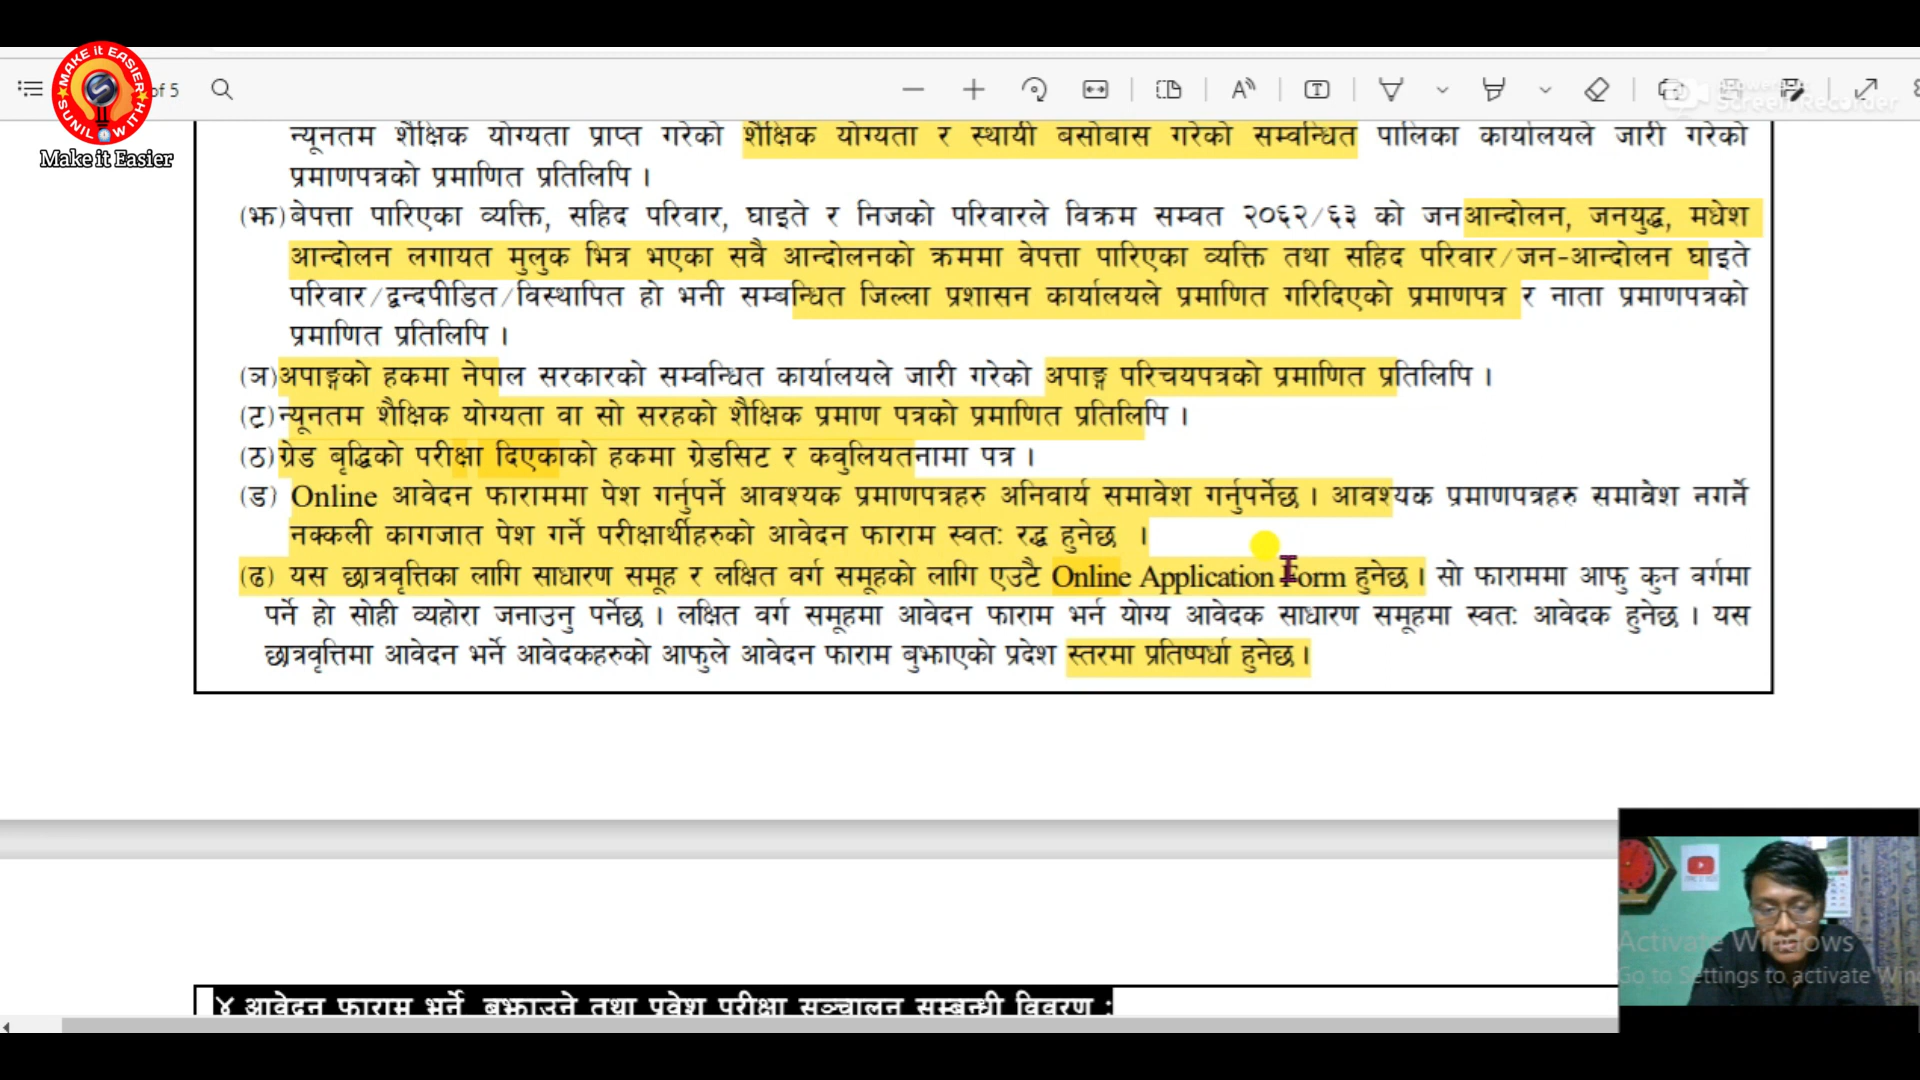 MAKE iT EASIER
SUNIL WITH
Make it Easier
of 5
Screen Recorder
न्यूनतम शैक्षिक योग्यता प्राप्त गरेको शैक्षिक योग्यता र स्थायी बसोबास गरेको सम्वन्धित पालिका कार्यालयले जारी गरेको
प्रमाणपत्रको प्रमाणित प्रतिलिपि ।
(झ) बेपत्ता पारिएका व्यक्ति, सहिद परिवार, घाइते र निजको परिवारले विक्रम सम्वत २०६२/६३ को जनआन्दोलन, जनयुद्ध, मधेश
आन्दोलन लगायत मुलुक भित्र भएका सवै आन्दोलनको क्रममा वेपत्ता पारिएका व्यक्ति तथा सहिद परिवार/जन-आन्दोलन घाइते
परिवार/द्वन्दपीडित/विस्थापित हो भनी सम्बन्धित जिल्ला प्रशासन कार्यालयले प्रमाणित गरिदिएको प्रमाणपत्र र नाता प्रमाणपत्रको
प्रमाणित प्रतिलिपि ।
(ञ) अपाङ्गको हकमा नेपाल सरकारको सम्वन्धित कार्यालयले जारी गरेको अपाङ्ग परिचयपत्रको प्रमाणित प्रतिलिपि ।
(ट) न्यूनतम शैक्षिक योग्यता वा सो सरहको शैक्षिक प्रमाण पत्रको प्रमाणित प्रतिलिपि ।
(ठ) ग्रेड बृद्धिको परीक्षा दिएकाको हकमा ग्रेडसिट र कवुलियतनामा पत्र ।
(ड) Online आवेदन फाराममा पेश गर्नुपर्ने आवश्यक प्रमाणपत्रहरु अनिवार्य समावेश गर्नुपर्नेछ । आवश्यक प्रमाणपत्रहरु समावेश नगर्ने
नक्कली कागजात पेश गर्ने परीक्षार्थीहरुको आवेदन फाराम स्वतः रद्ध हुनेछ ।
(ढ) यस छात्रवृत्तिका लागि साधारण समूह र लक्षित वर्ग समूहको लागि एउटै Online Application Form हुनेछ । सो फाराममा आफु कुन वर्गमा
पर्ने हो सोही व्यहोरा जनाउनु पर्नेछ । लक्षित वर्ग समूहमा आवेदन फाराम भर्न योग्य आवेदक साधारण समूहमा स्वतः आवेदक हुनेछ । यस
छात्रवृत्तिमा आवेदन भर्ने आवेदकहरुको आफुले आवेदन फाराम बुझाएको प्रदेश स्तरमा प्रतिष्पर्धा हुनेछ ।
४ आवेदन फाराम भर्ने बुझाउने तथा प्रवेश परीक्षा सञ्चालन सम्बन्धी विवरण :
Activate Windows
Go to Settings to activate Win